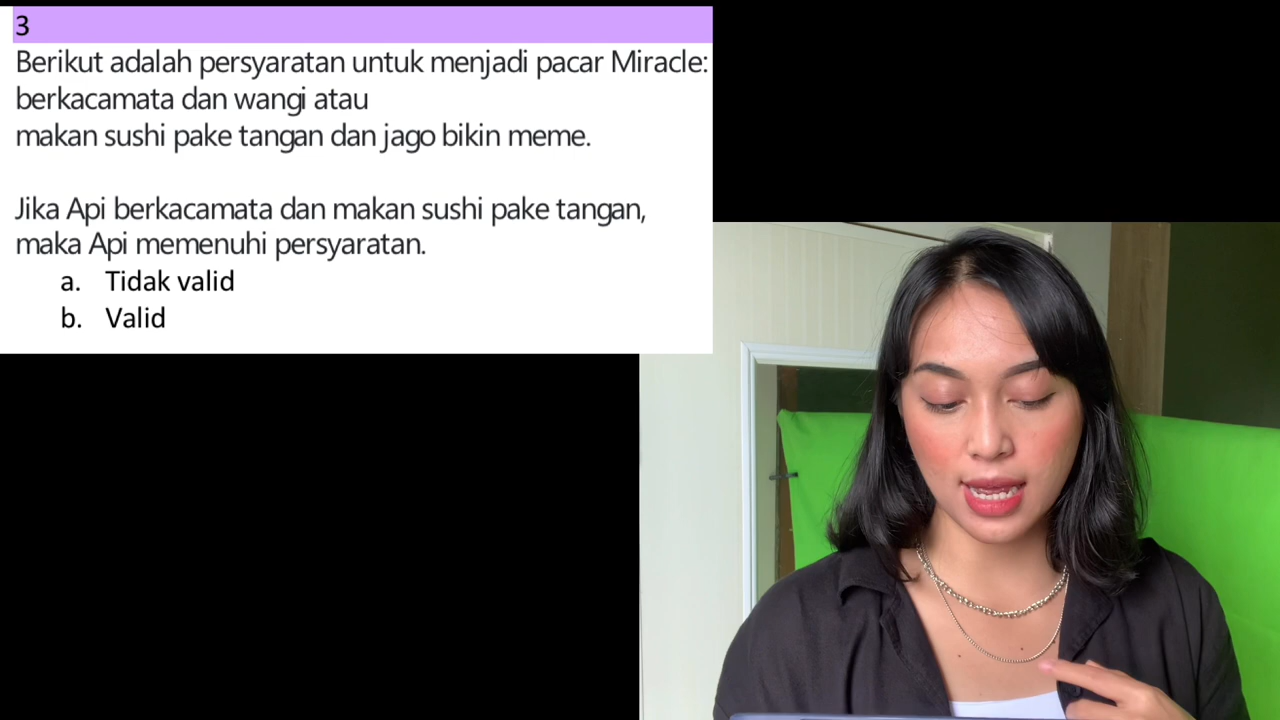 3
Berikut adalah persyaratan untuk menjadi pacar Miracle:
berkacamata dan wangi atau
makan sushi pake tangan dan jago bikin meme.
Jika Api berkacamata dan makan sushi pake tangan,
maka Api memenuhi persyaratan.
a. Tidak valid
b. Valid